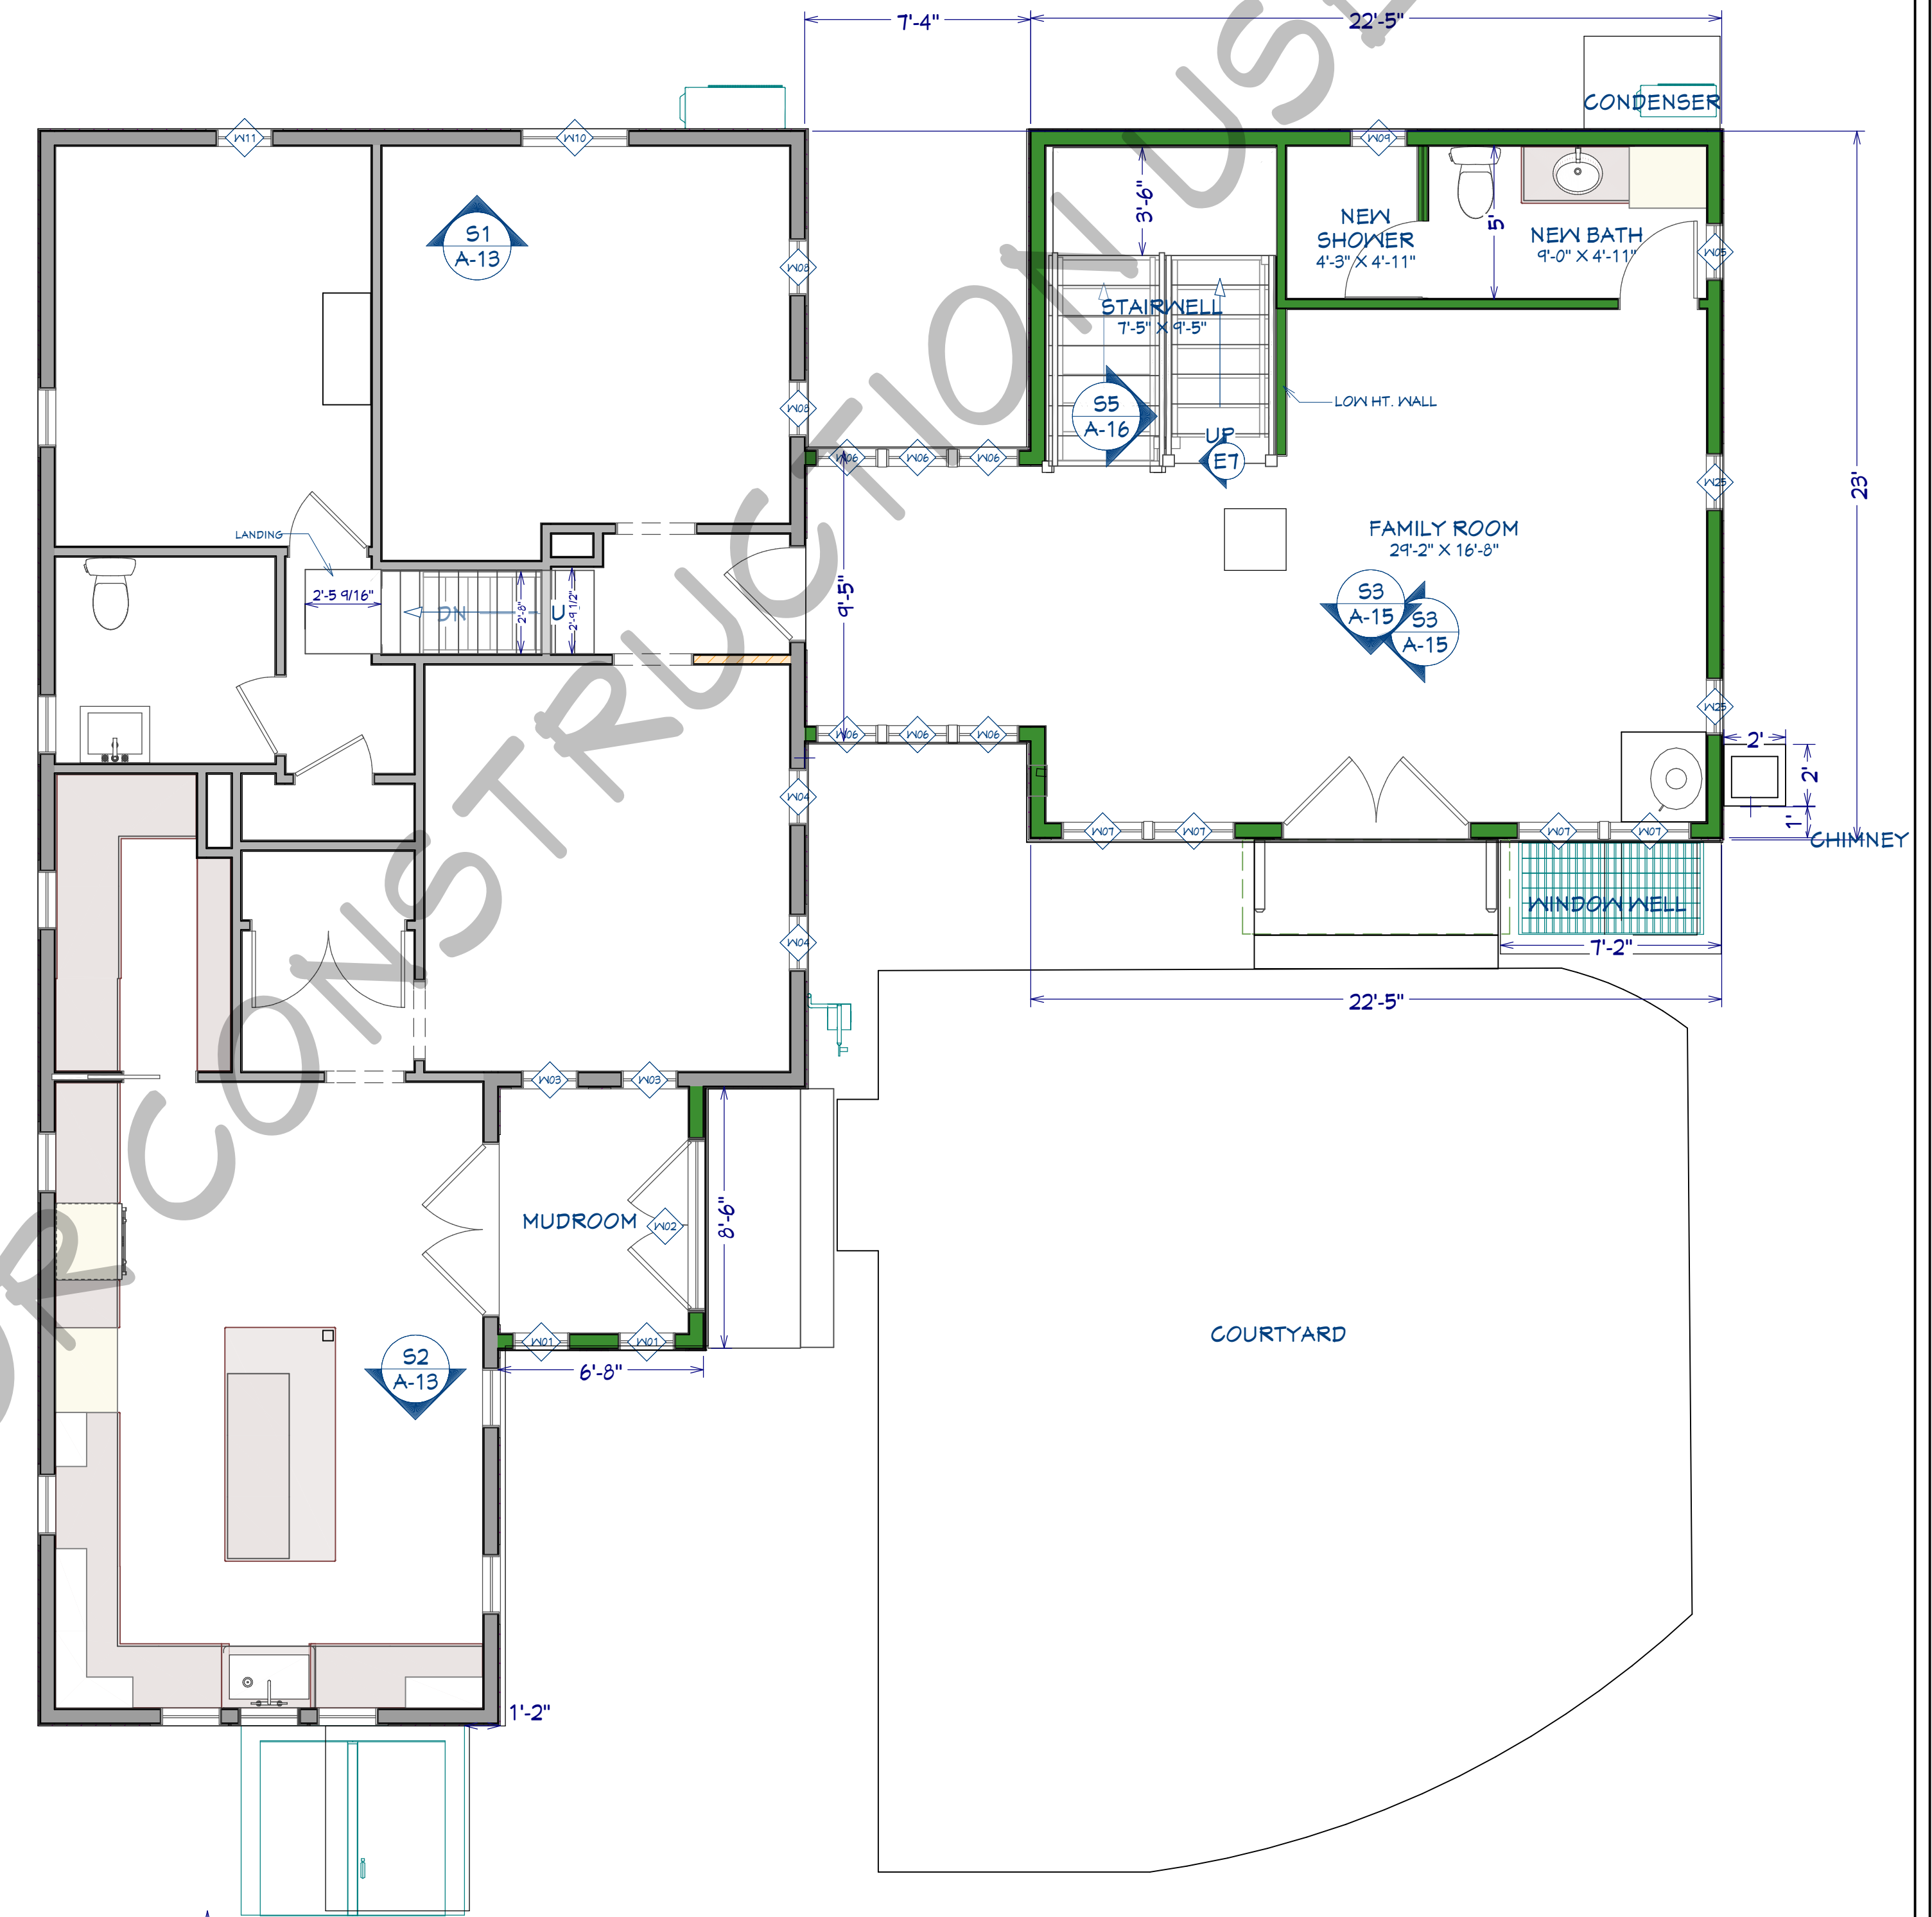 7'-4"
22'-5"
CONDENSER
W11
W10
W09
S1
A-13
3'-6"
NEW
SHOWER
4'-3" X 4'-11"
5'
NEW BATH
9'-0" X 4'-11"
W05
W08
STAIRWELL
7'-5" X 9'-5"
W08
S5
A-16
LOW HT. WALL
UP
E7
W06
W06
W06
W25
23'
LANDING
FAMILY ROOM
29'-2" X 16'-8"
2'-5 9/16"
DN
2'-8"
U
2'-9 1/2"
9'-5"
S3
A-15
S3
A-15
W25
W06
W06
W06
2'
2'
1'
W04
W07
W07
W07
W07
CHIMNEY
WINDOW WELL
7'-2"
W04
22'-5"
W03
W03
MUDROOM
W02
8'-6"
W01
W01
6'-8"
S2
A-13
COURTYARD
1'-2"
OR CONSTRUCTION USE